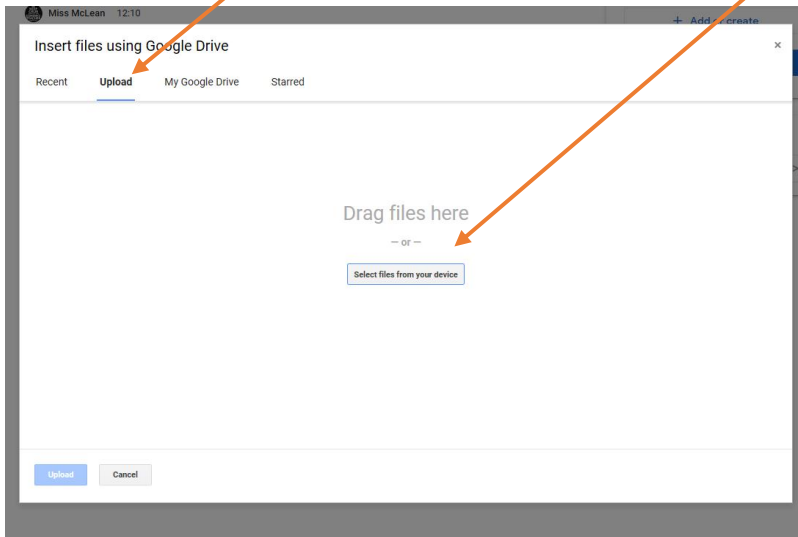 Miss McLean 12:10
+ Add or create
Insert files using Google Drive
×
Recent Upload My Google Drive Starred
Drag files here
— or —
Select files from your device
Upload Cancel